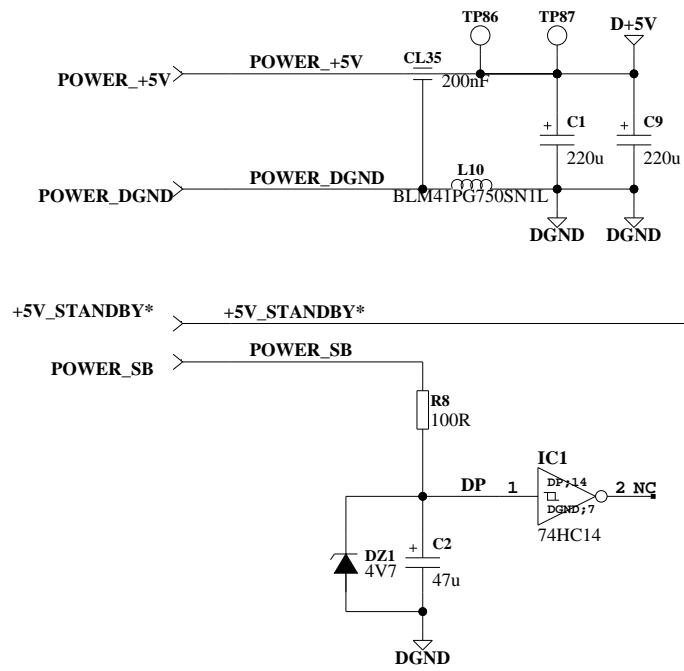 TP86 TP87 D+5V
POWER_+5V POWER_+5V CL35
200nF
+ C1 + C9
220u 220u
L10
POWER_DGND POWER_DGND
BLM41PG750SN1L
DGND DGND
+5V_STANDBY* +5V_STANDBY*
POWER_SB POWER_SB
R8
100R
IC1
DP 1 DP;14 2 NC
DGND;7
74HC14
+ C2
DZ1
4V7 47u
DGND